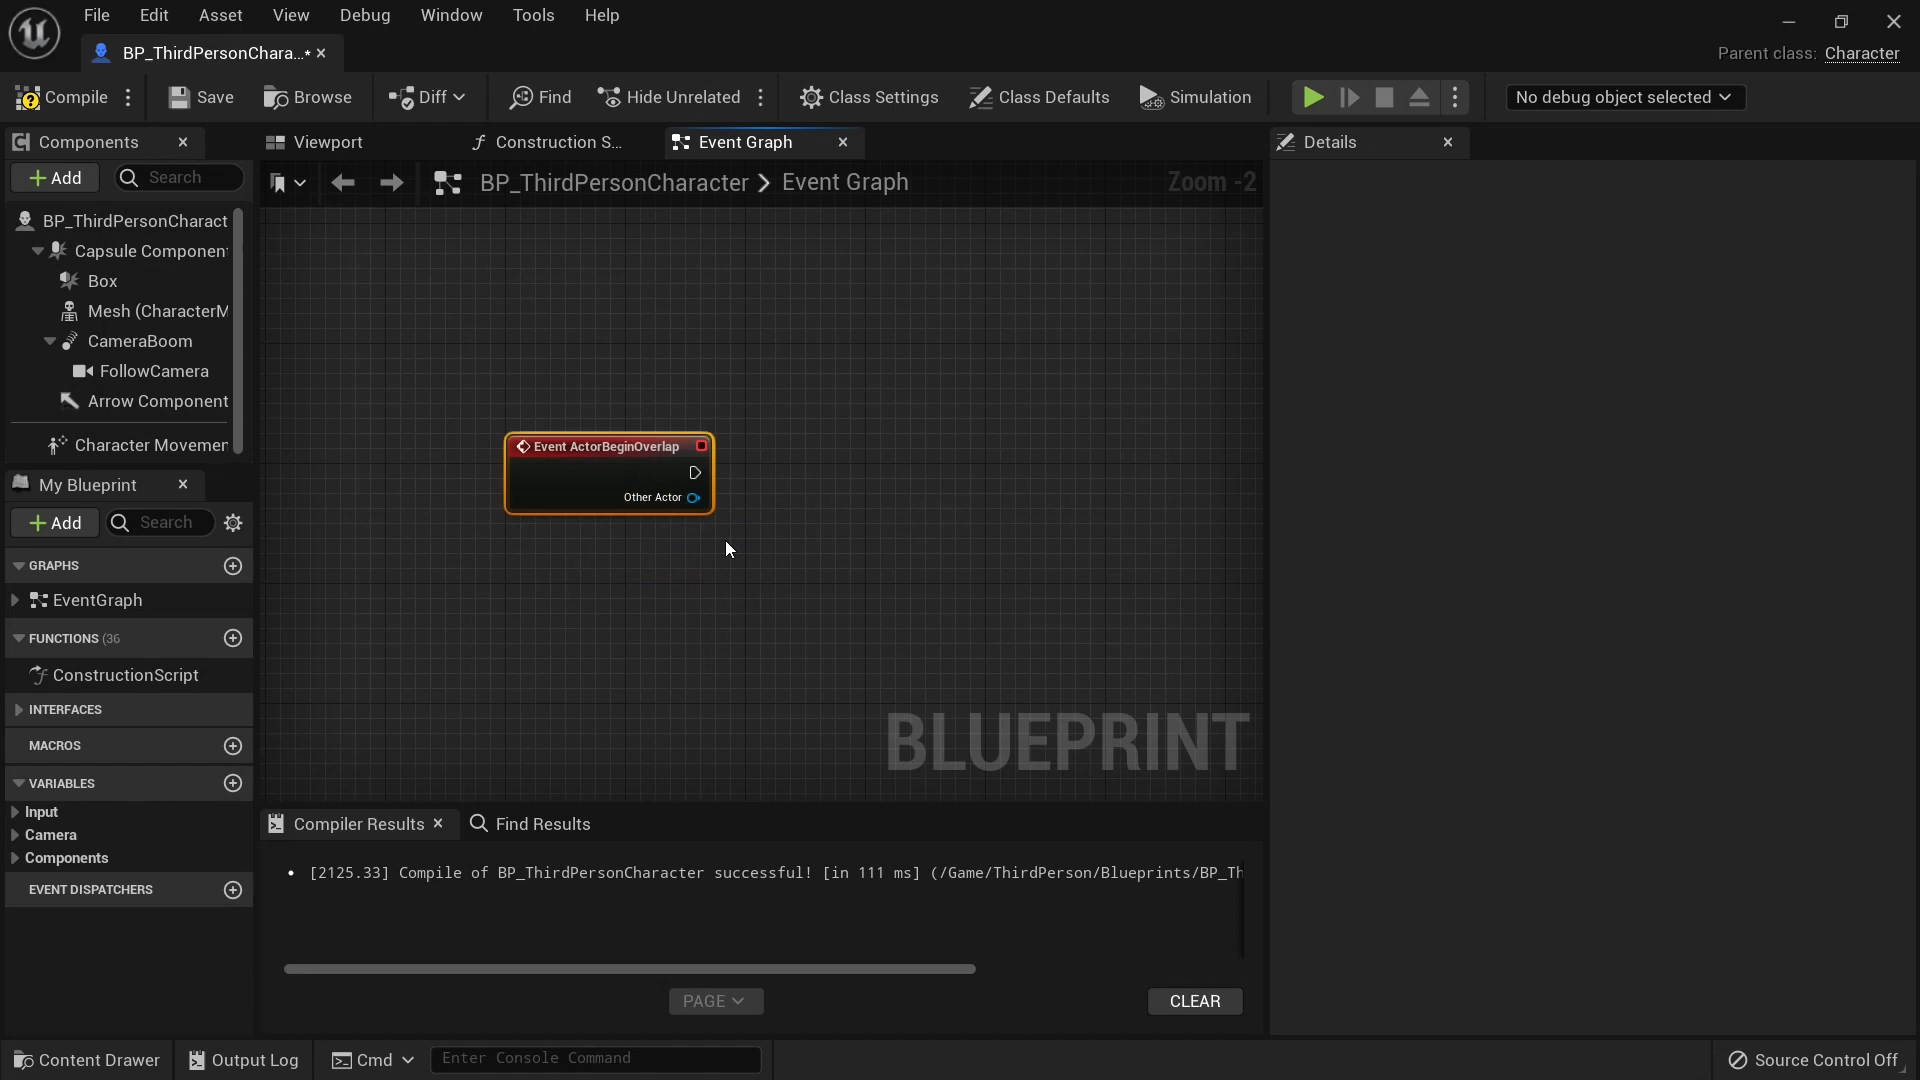 File Edit Asset View Debug Window Tools Help
BP_ThirdPersonChara...*
Parent class: Character
Compile Save Browse Diff Find Hide Unrelated Class Settings Class Defaults Simulation No debug object selected
Components
Add Search
BP_ThirdPersonCharact
Capsule Componen
Box
Mesh (CharacterM
CameraBoom
FollowCamera
Arrow Component
Character Movemen
My Blueprint
Add Search
GRAPHS
EventGraph
FUNCTIONS (36
ConstructionScript
INTERFACES
MACROS
VARIABLES
Input
Camera
Components
EVENT DISPATCHERS
Viewport Construction S... Event Graph
BP_ThirdPersonCharacter > Event Graph Zoom -2
Event ActorBeginOverlap
Other Actor
BLUEPRINT
Compiler Results Find Results
[2125.33] Compile of BP_ThirdPersonCharacter successful! [in 111 ms] (/Game/ThirdPerson/Blueprints/BP_Th
PAGE CLEAR
Details
Content Drawer Output Log Cmd Enter Console Command Source Control Off